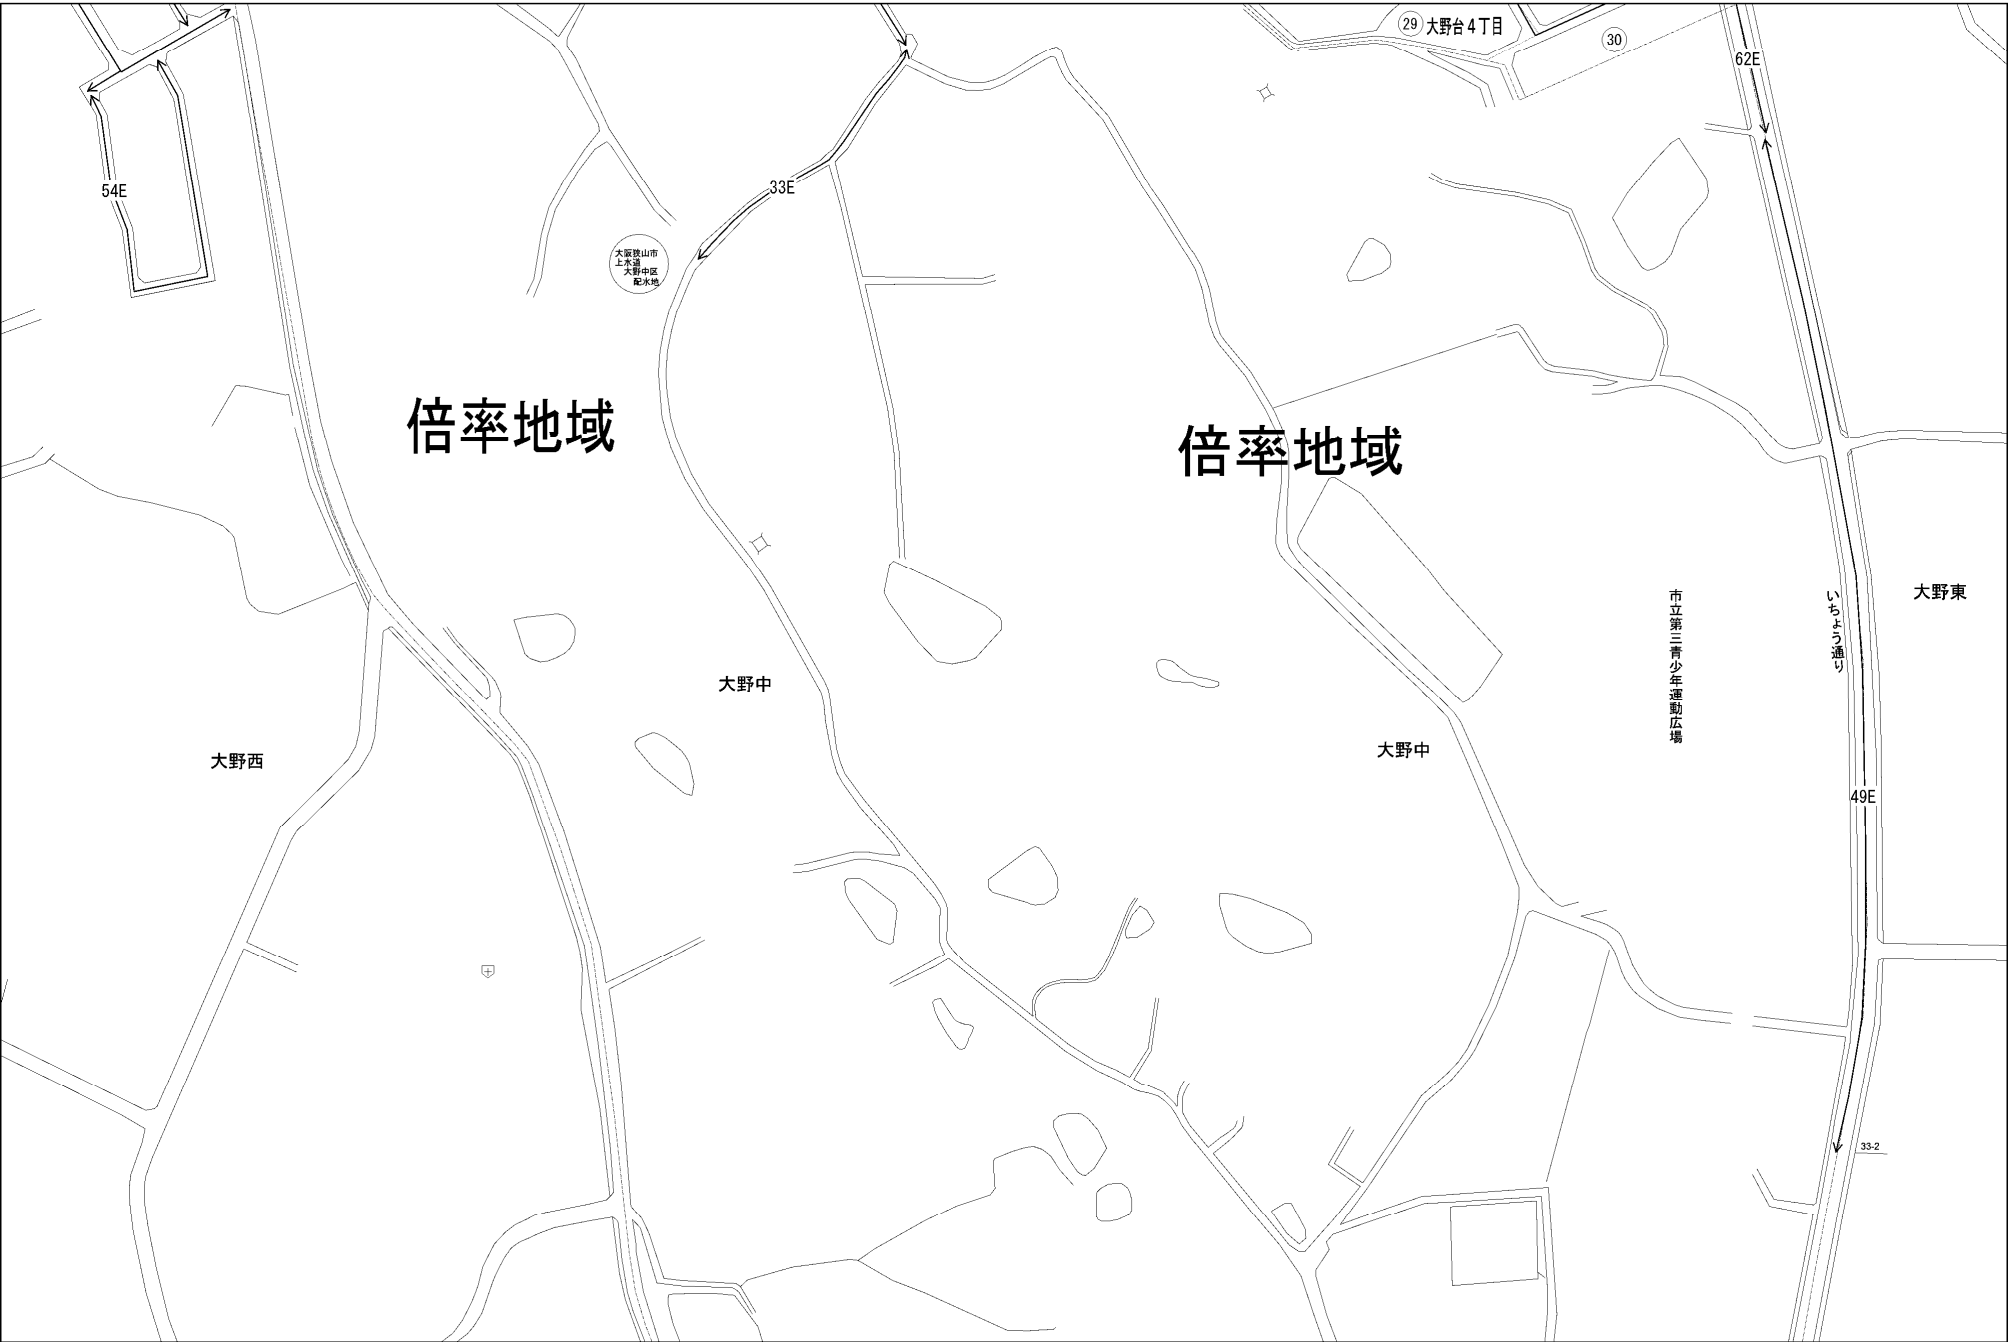 29 大野台4丁目
30
62E
54E
33E
大阪狭山市
上水道
大野中区
配水地
倍率地域
倍率地域
大野東
いちょう通り
市立第三青少年運動広場
大野中
大野中
大野西
49E
33-2